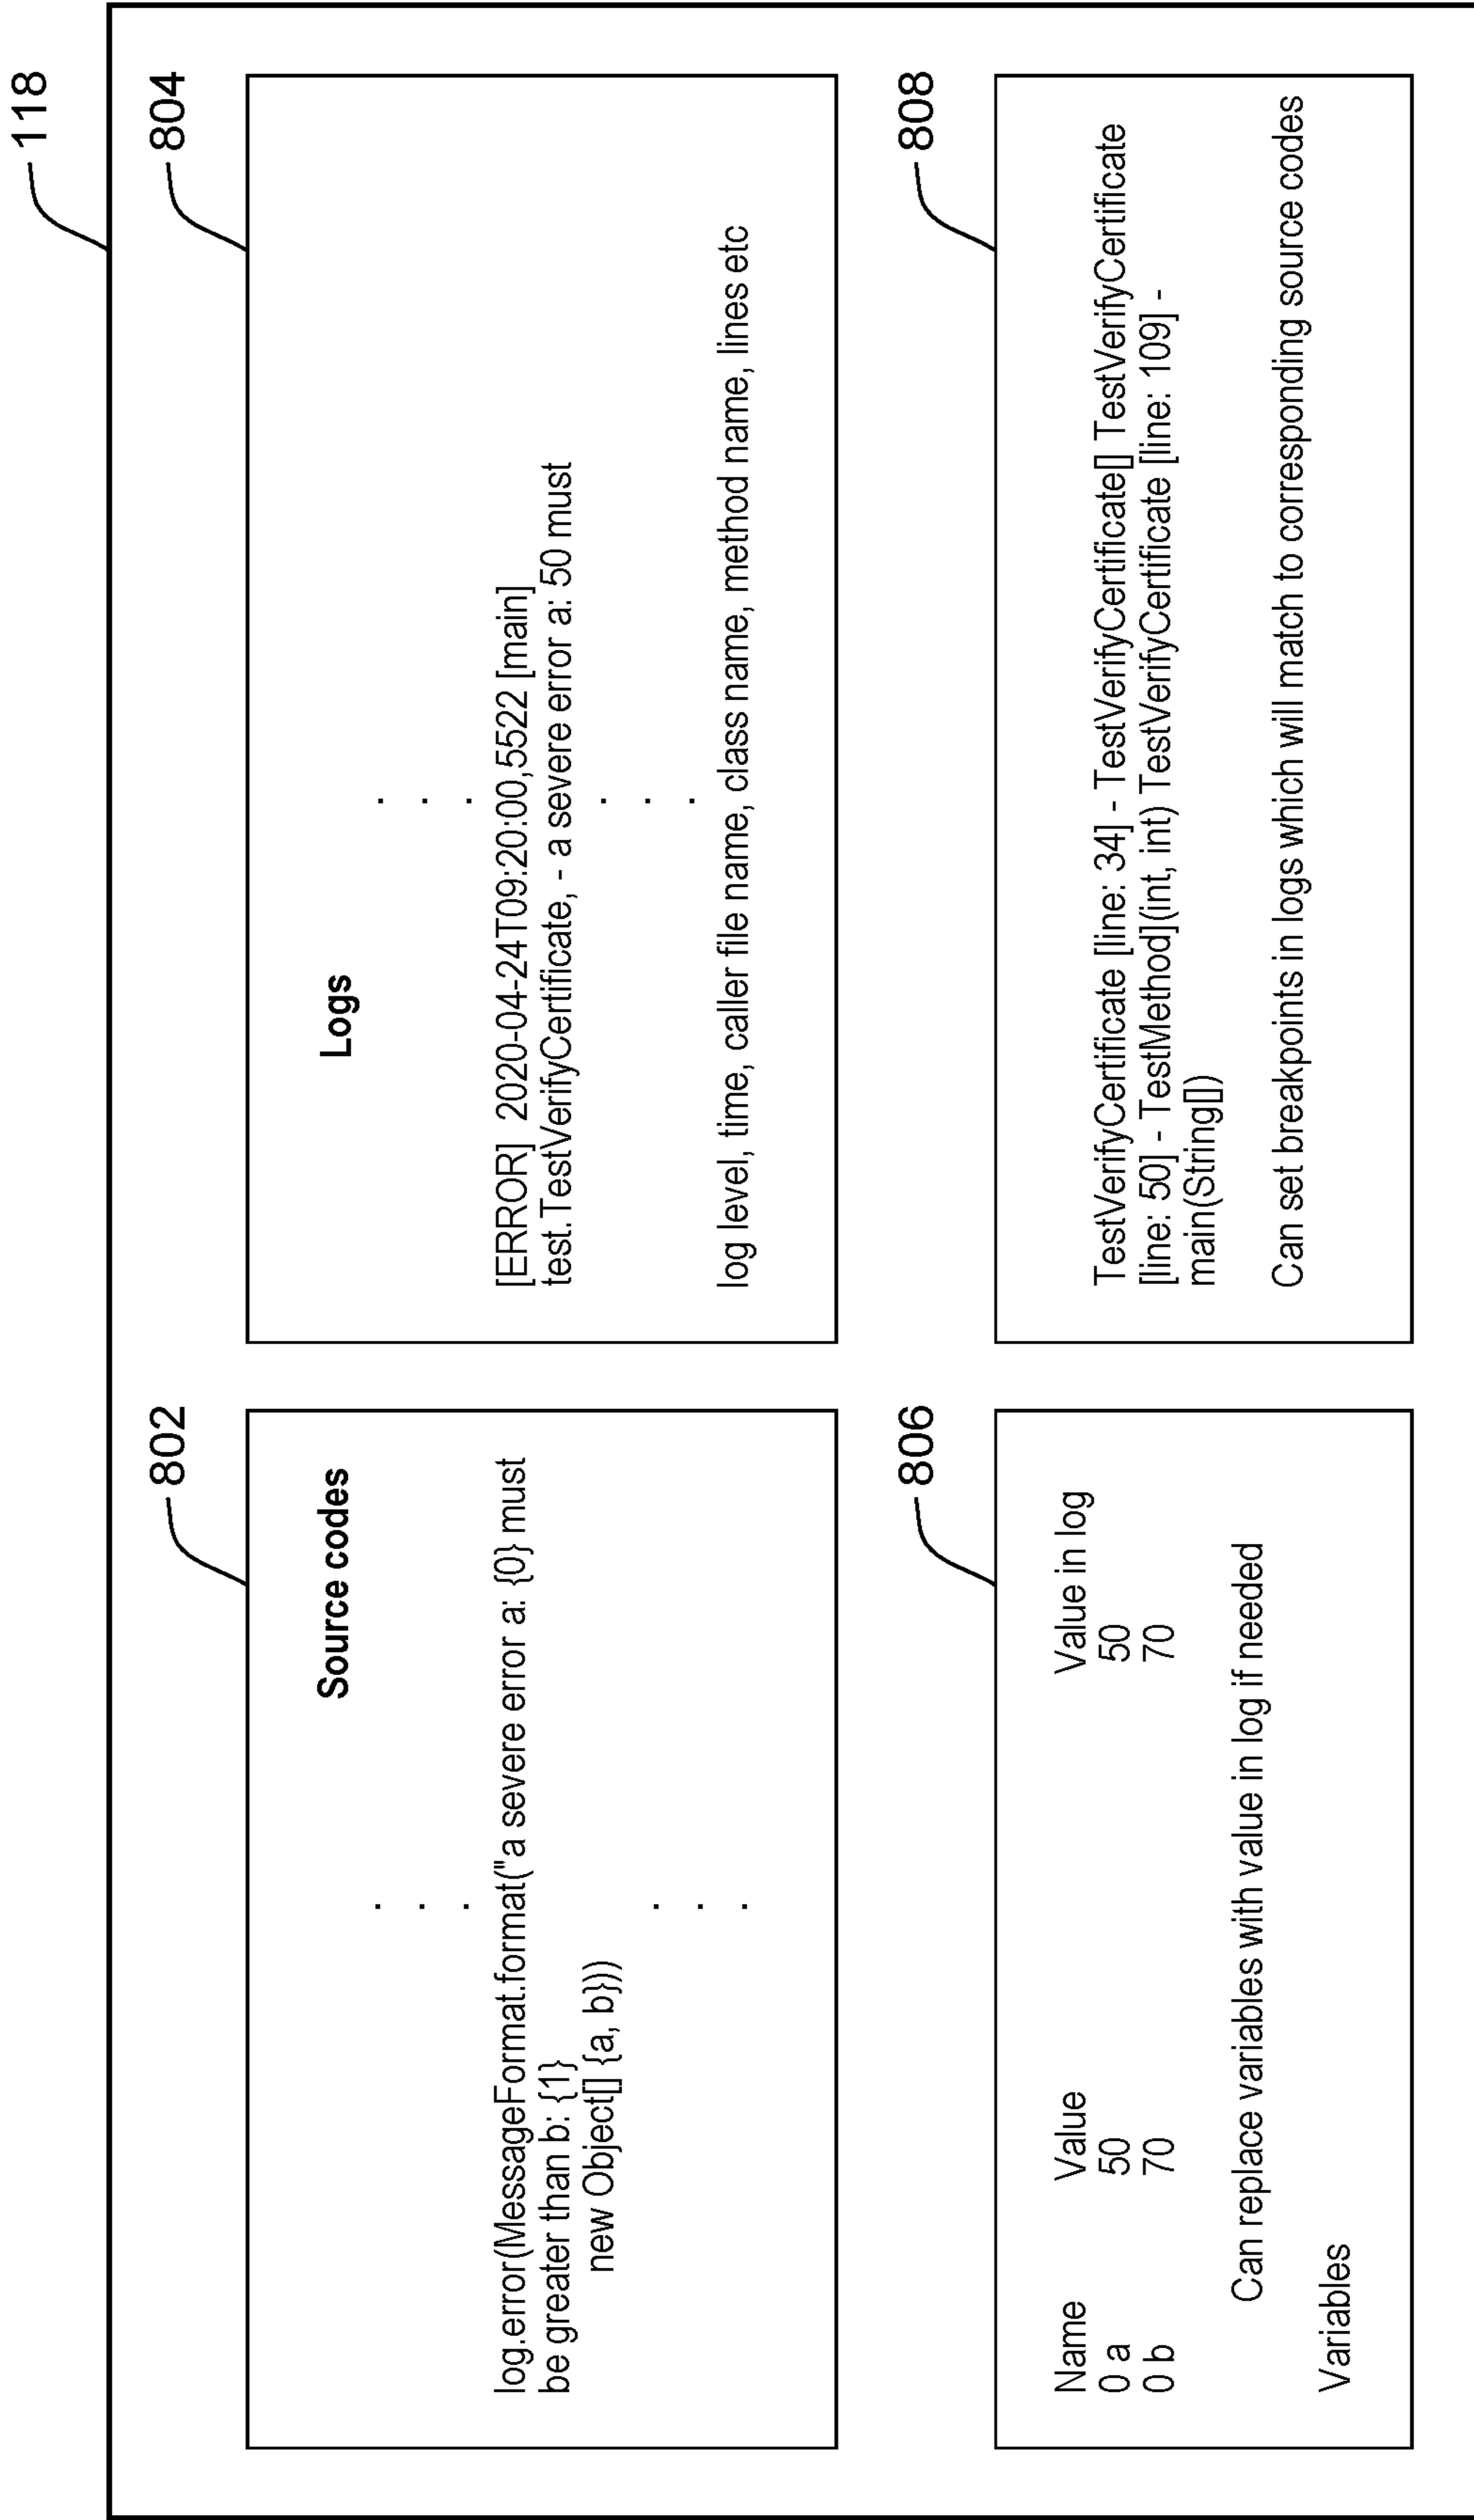 118
802
Source codes
.
.
.
log.error(MessageFormat.format("a severe error a: {0} must
be greater than b: {1}
new Object[] {a, b}))
.
.
.
804
Logs
.
.
.
[ERROR] 2020-04-24T09:20:00,5522 [main]
test.TestVerifyCertificate, - a severe error a: 50 must
.
.
.
log level, time, caller file name, class name, method name, lines etc
806
Name Value Value in log
0 a 50 50
0 b 70 70
Can replace variables with value in log if needed
Variables
808
TestVerifyCertificate [line: 34] - TestVerifyCertificate[] TestVerifyCertificate
[line: 50] - TestMethod](int, int) TestVerifyCertificate [line: 109] -
main(String[])
Can set breakpoints in logs which will match to corresponding source codes